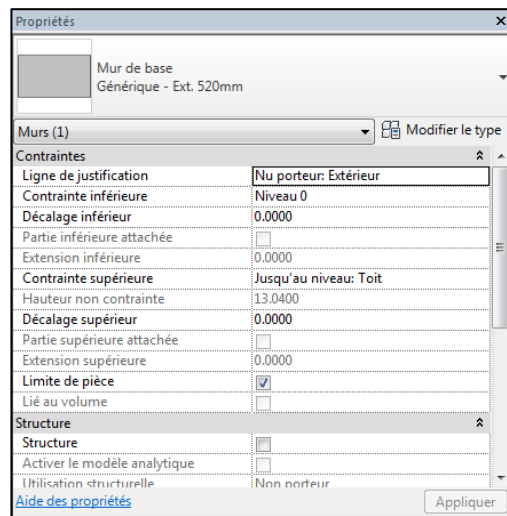 Propriétés
Mur de base
Générique - Ext. 520mm
Murs (1) Modifier le type
Contraintes
Ligne de justification Nu porteur: Extérieur
Contrainte inférieure Niveau 0
Décalage inférieur 0.0000
Partie inférieure attachée
Extension inférieure 0.0000
Contrainte supérieure Jusqu'au niveau: Toit
Hauteur non contrainte 13.0400
Décalage supérieur 0.0000
Partie supérieure attachée
Extension supérieure 0.0000
Limite de pièce
Lié au volume
Structure
Structure
Activer le modèle analytique
Utilisation structurelle Non porteur
Aide des propriétés Appliquer